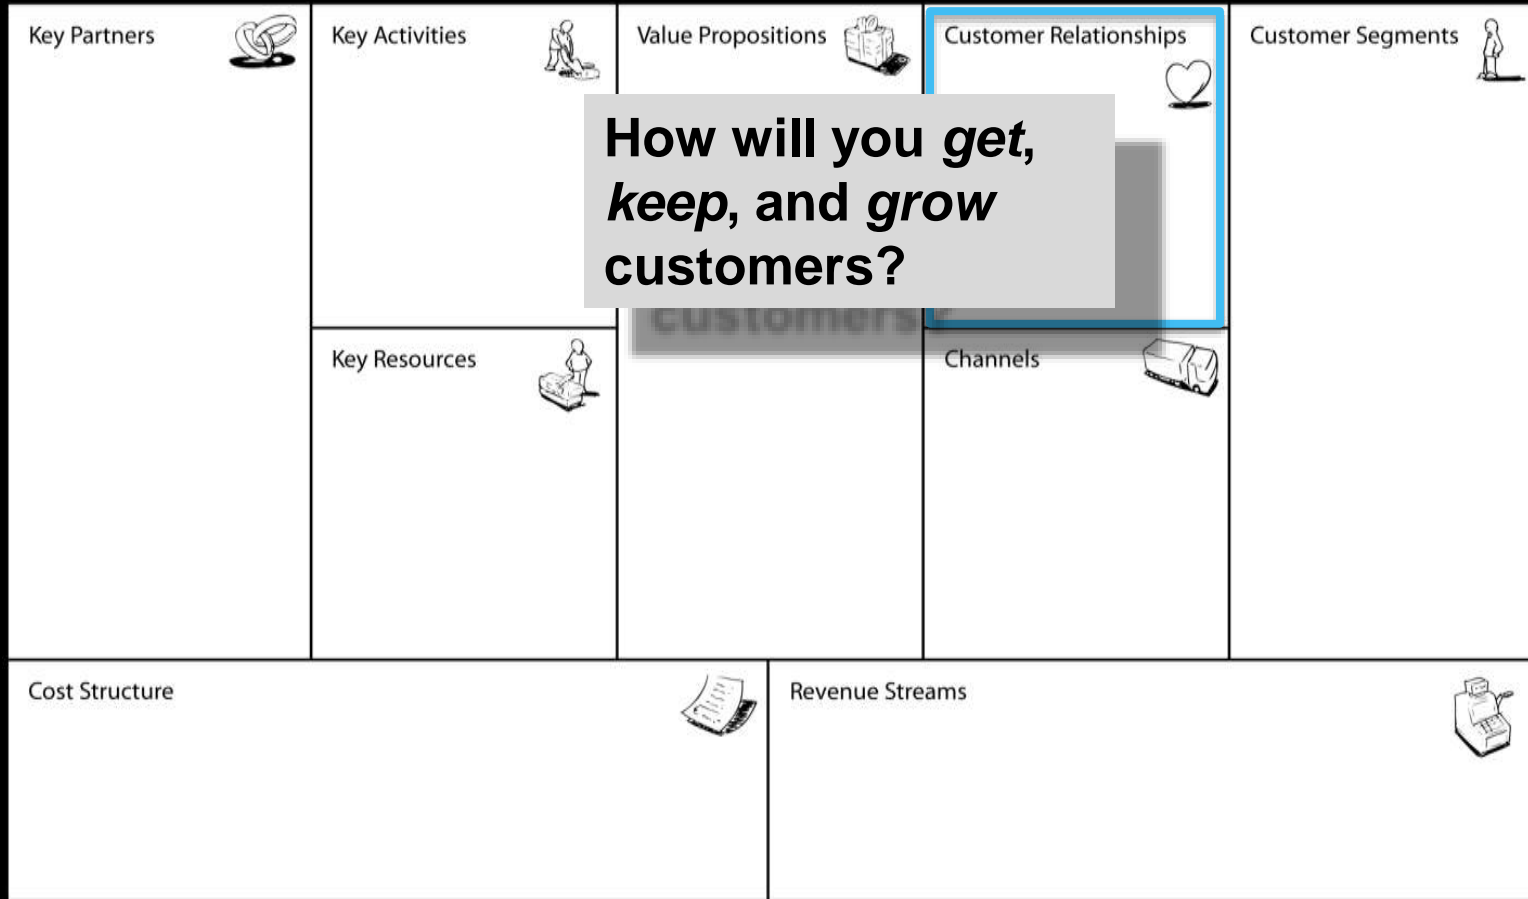 Key Partners
Key Activities
Value Propositions
Customer Relationships
Customer Segments
How will you get,
keep, and grow
customers?
customers?
Key Resources
Channels
Cost Structure
Revenue Streams